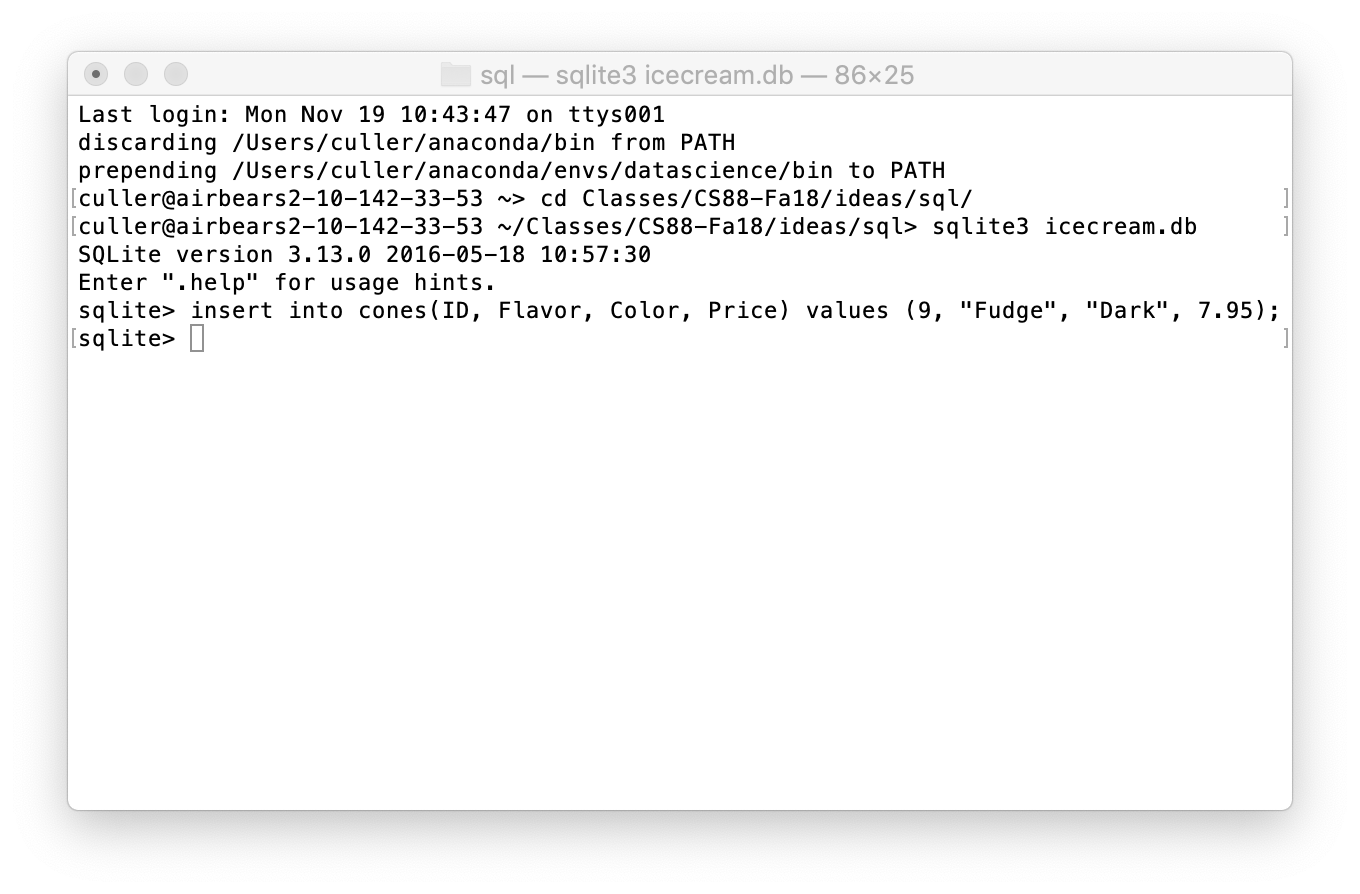 sql — sqlite3 icecream.db — 86×25
Last login: Mon Nov 19 10:43:47 on ttys001
discarding /Users/culler/anaconda/bin from PATH
prepending /Users/culler/anaconda/envs/datascience/bin to PATH
[culler@airbears2-10-142-33-53 ~> cd Classes/CS88-Fa18/ideas/sql/ ]
[culler@airbears2-10-142-33-53 ~/Classes/CS88-Fa18/ideas/sql> sqlite3 icecream.db ]
SQLite version 3.13.0 2016-05-18 10:57:30
Enter ".help" for usage hints.
sqlite> insert into cones(ID, Flavor, Color, Price) values (9, "Fudge", "Dark", 7.95);
[sqlite> ]